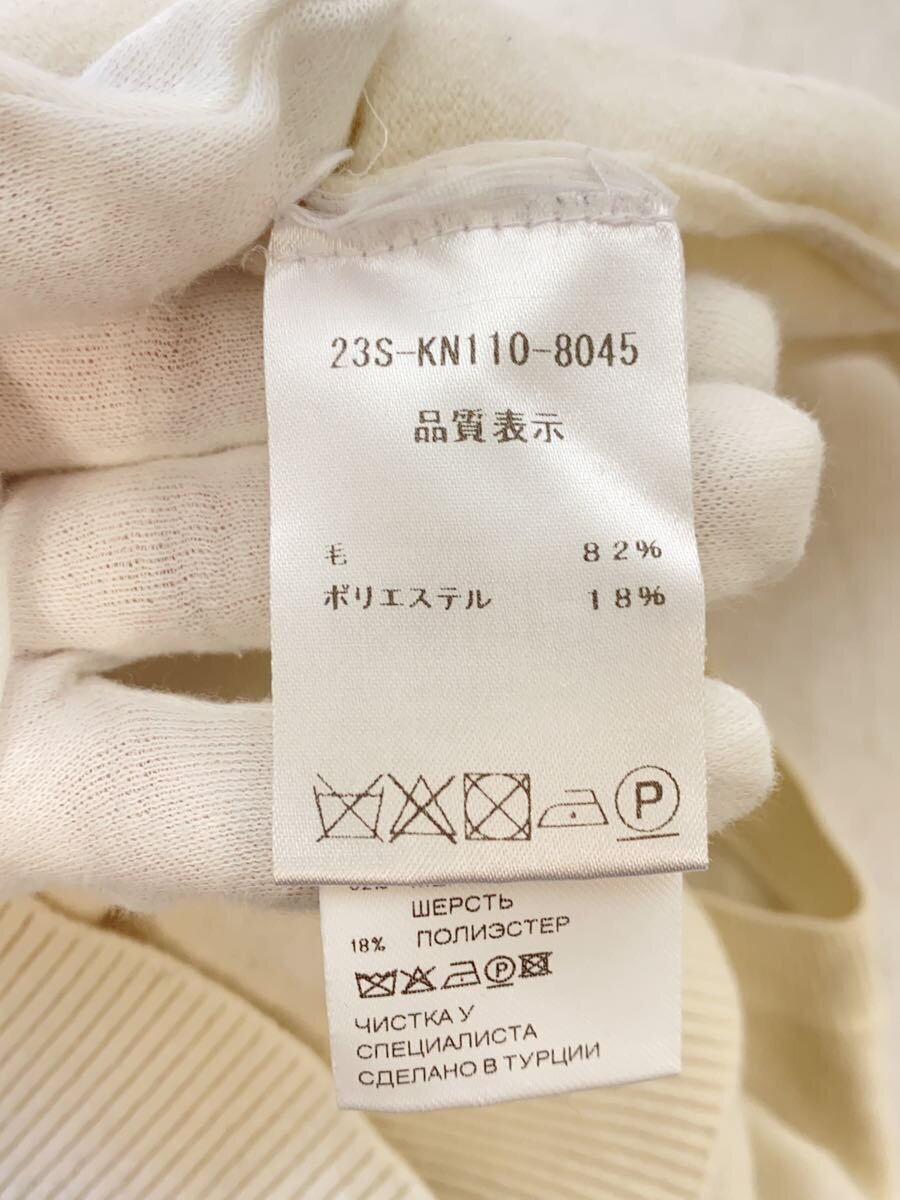 23S-KN110-8045
品質表示
毛 82%
ポリエステル 18%
P
ШЕРСТЬ
18% ПОЛИЭСТЕР
P
ЧИСТКА У
СПЕЦИАЛИСТА
СДЕЛАНО В ТУРЦИИ